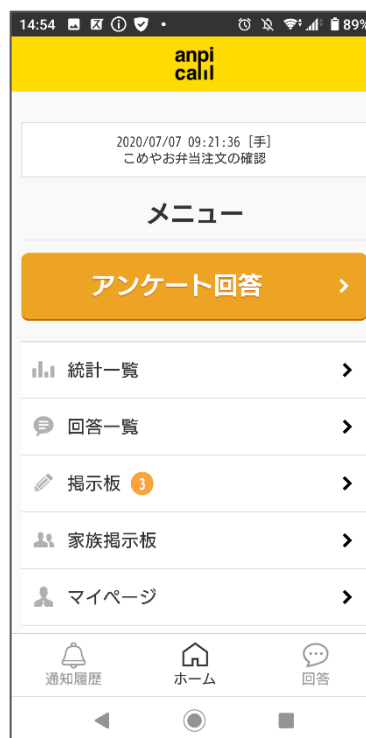 14:54
89%
anpi
call
2020/07/07 09:21:36 [手]
こめやお弁当注文の確認
メニュー
アンケート回答
統計一覧
回答一覧
掲示板 3
家族掲示板
マイページ
通知履歴
ホーム
回答